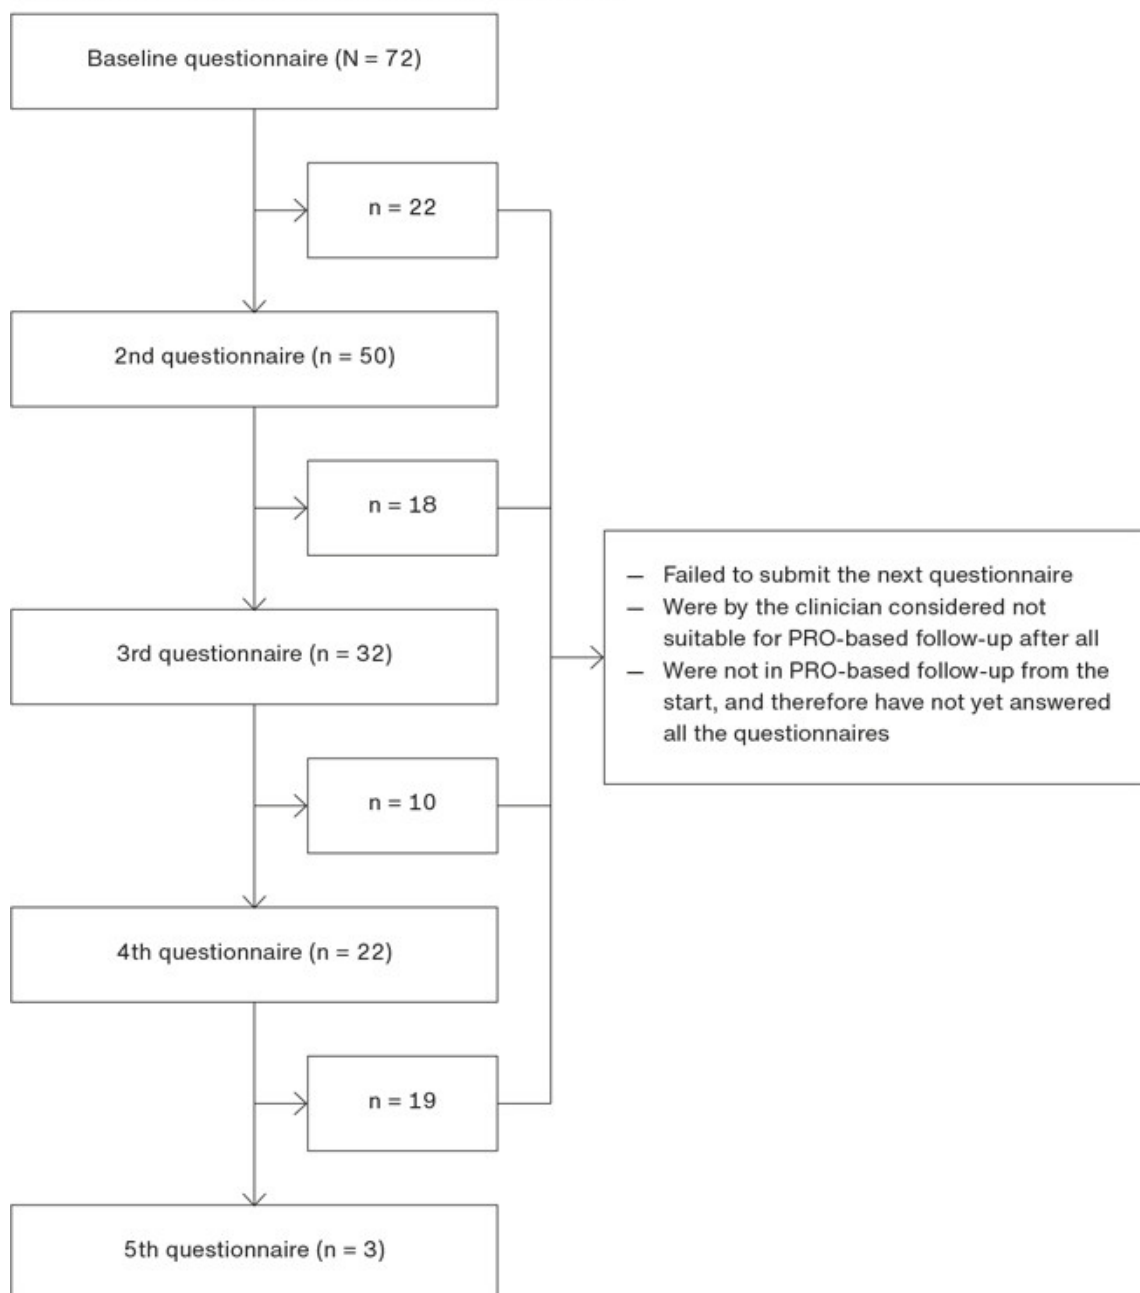 Baseline questionnaire (N = 72)
n = 22
2nd questionnaire (n = 50)
n = 18
3rd questionnaire (n = 32)
n = 10
4th questionnaire (n = 22)
n = 19
5th questionnaire (n = 3)
— Failed to submit the next questionnaire
— Were by the clinician considered not
suitable for PRO-based follow-up after all
— Were not in PRO-based follow-up from the
start, and therefore have not yet answered
all the questionnaires